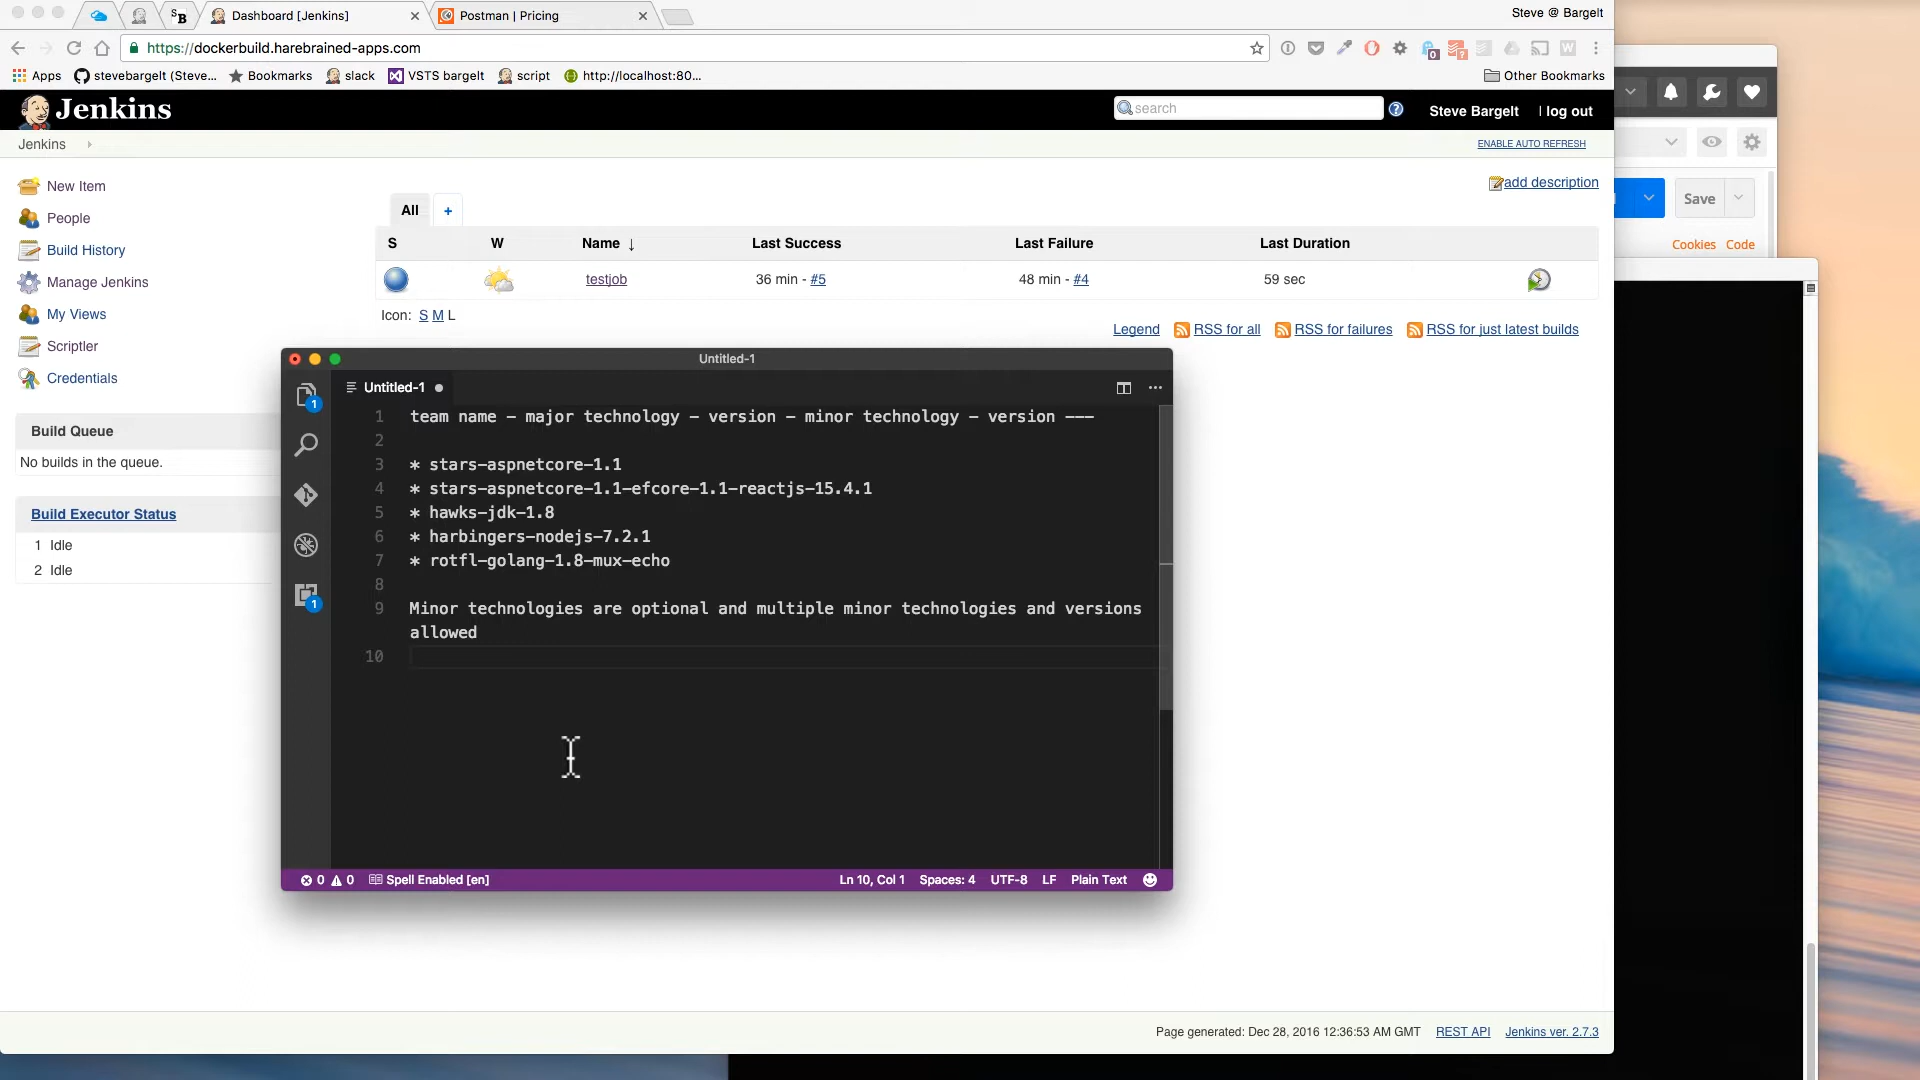 Dashboard [Jenkins]
Postman | Pricing
Steve @ Bargelt
https://dockerbuild.harebrained-apps.com
Apps
stevebargelt (Steve...
Bookmarks
slack
VSTS bargelt
script
http://localhost:80...
Other Bookmarks
Jenkins
search
Steve Bargelt
| log out
Jenkins
ENABLE AUTO REFRESH
New Item
People
Build History
Manage Jenkins
My Views
Scriptler
Credentials
Build Queue
No builds in the queue.
Build Executor Status
1 Idle
2 Idle
add description
All
+
S W Name ↓ Last Success Last Failure Last Duration
testjob 36 min - #5 48 min - #4 59 sec
Icon: S M L
Legend RSS for all RSS for failures RSS for just latest builds
Save
Cookies Code
Untitled-1
Untitled-1
1 team name - major technology - version - minor technology - version ---
2
3 * stars-aspnetcore-1.1
4 * stars-aspnetcore-1.1-efcore-1.1-reactjs-15.4.1
5 * hawks-jdk-1.8
6 * harbingers-nodejs-7.2.1
7 * rotfl-golang-1.8-mux-echo
8
9 Minor technologies are optional and multiple minor technologies and versions
allowed
10
1
1
0 0 Spell Enabled [en]
Ln 10, Col 1 Spaces: 4 UTF-8 LF Plain Text
Page generated: Dec 28, 2016 12:36:53 AM GMT REST API Jenkins ver. 2.7.3